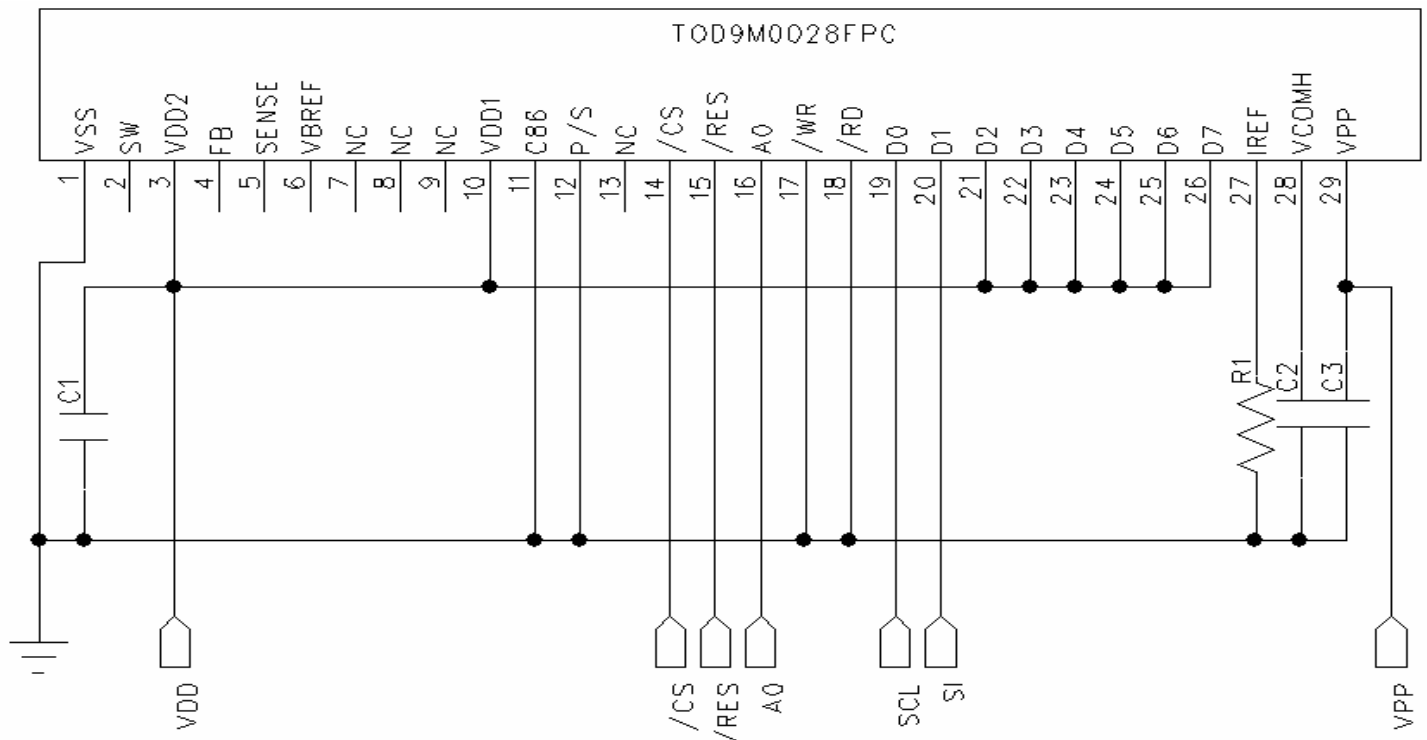 TOD9M0028FPC
VSS
SW
VDD2
FB
SENSE
VBREF
NC
NC
NC
VDD1
C86
P/S
NC
/CS
/RES
A0
/WR
/RD
D0
D1
D2
D3
D4
D5
D6
D7
IREF
VCOMH
VPP
1
2
3
4
5
6
7
8
9
10
11
12
13
14
15
16
17
18
19
20
21
22
23
24
25
26
27
28
29
C1
R1
C2
C3
VDD
/CS
/RES
A0
SCL
SI
VPP